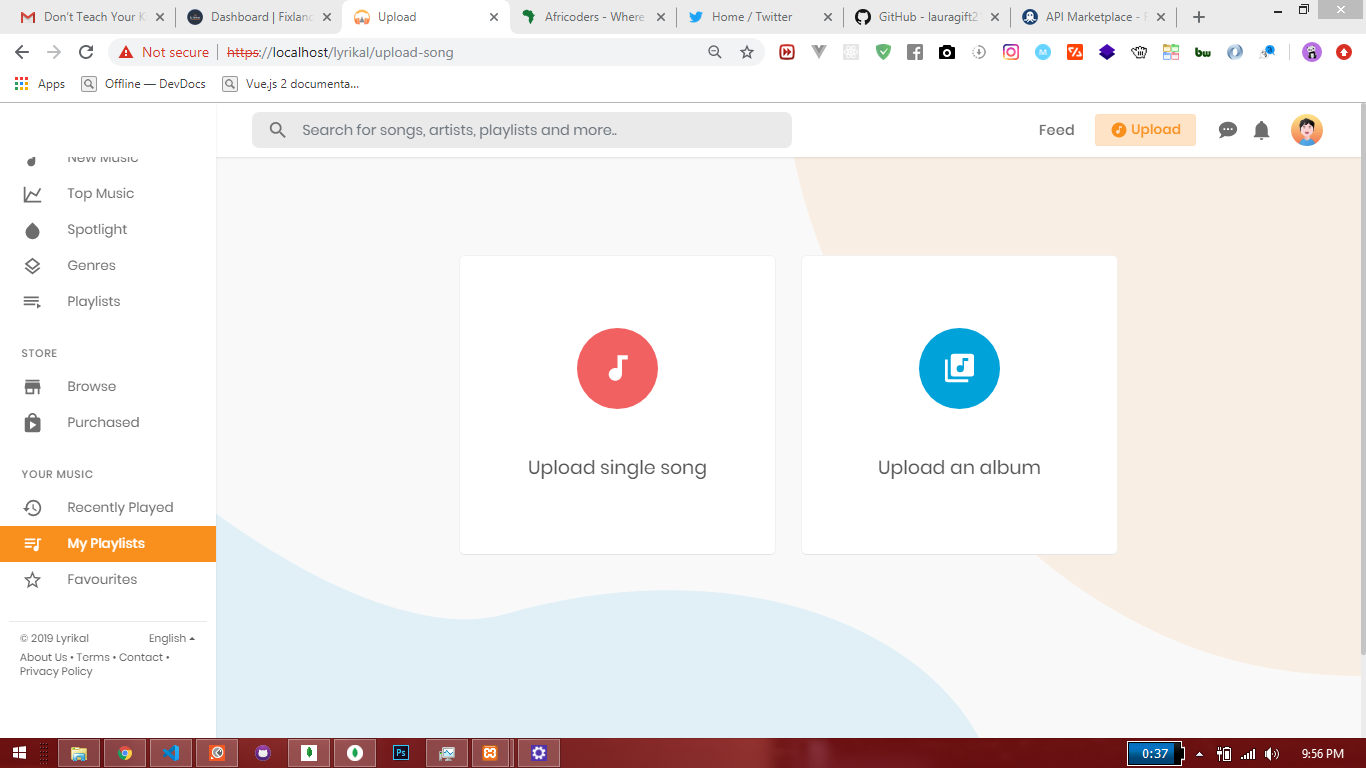 Don't Teach Your K
Dashboard | Fixlanc
Upload
Africoders - Where
Home / Twitter
GitHub - lauragift2
API Marketplace - F
Not secure
https://localhost/lyrikal/upload-song
Apps
Offline — DevDocs
Vue.js 2 documenta...
Search for songs, artists, playlists and more..
Feed
Upload
New Music
Top Music
Spotlight
Genres
Playlists
STORE
Browse
Purchased
YOUR MUSIC
Recently Played
My Playlists
Favourites
© 2019 Lyrikal
English
About Us • Terms • Contact •
Privacy Policy
Upload single song
Upload an album
Ps
0:37
9:56 PM